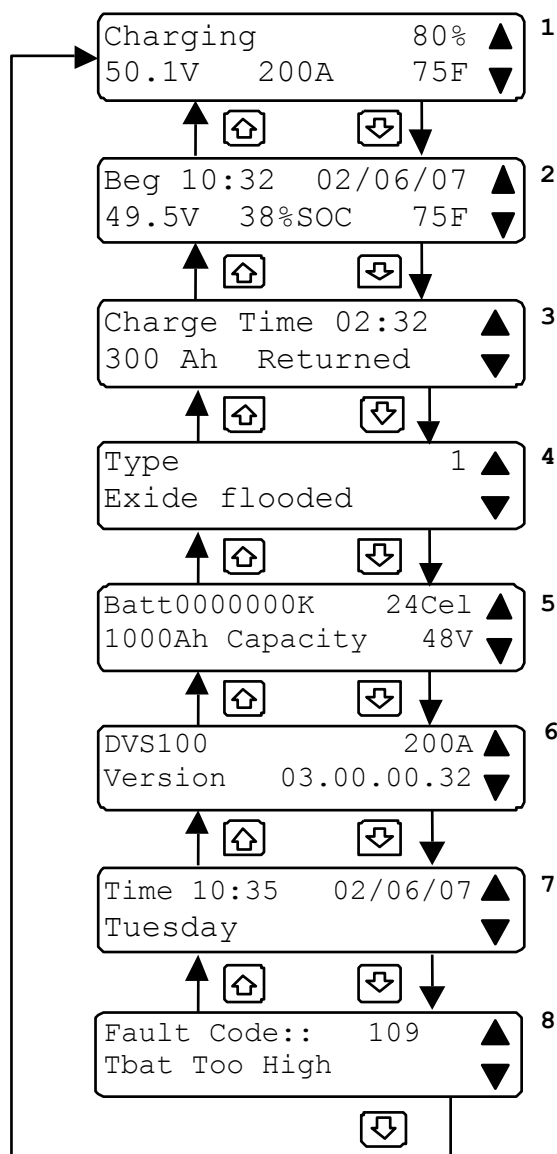 Charging 80%
50.1V 200A 75F
1
Beg 10:32 02/06/07
49.5V 38%SOC 75F
2
Charge Time 02:32
300 Ah Returned
3
Type 1
Exide flooded
4
Batt0000000K 24Cel
1000Ah Capacity 48V
5
DVS100 200A
Version 03.00.00.32
6
Time 10:35 02/06/07
Tuesday
7
Fault Code:: 109
Tbat Too High
8